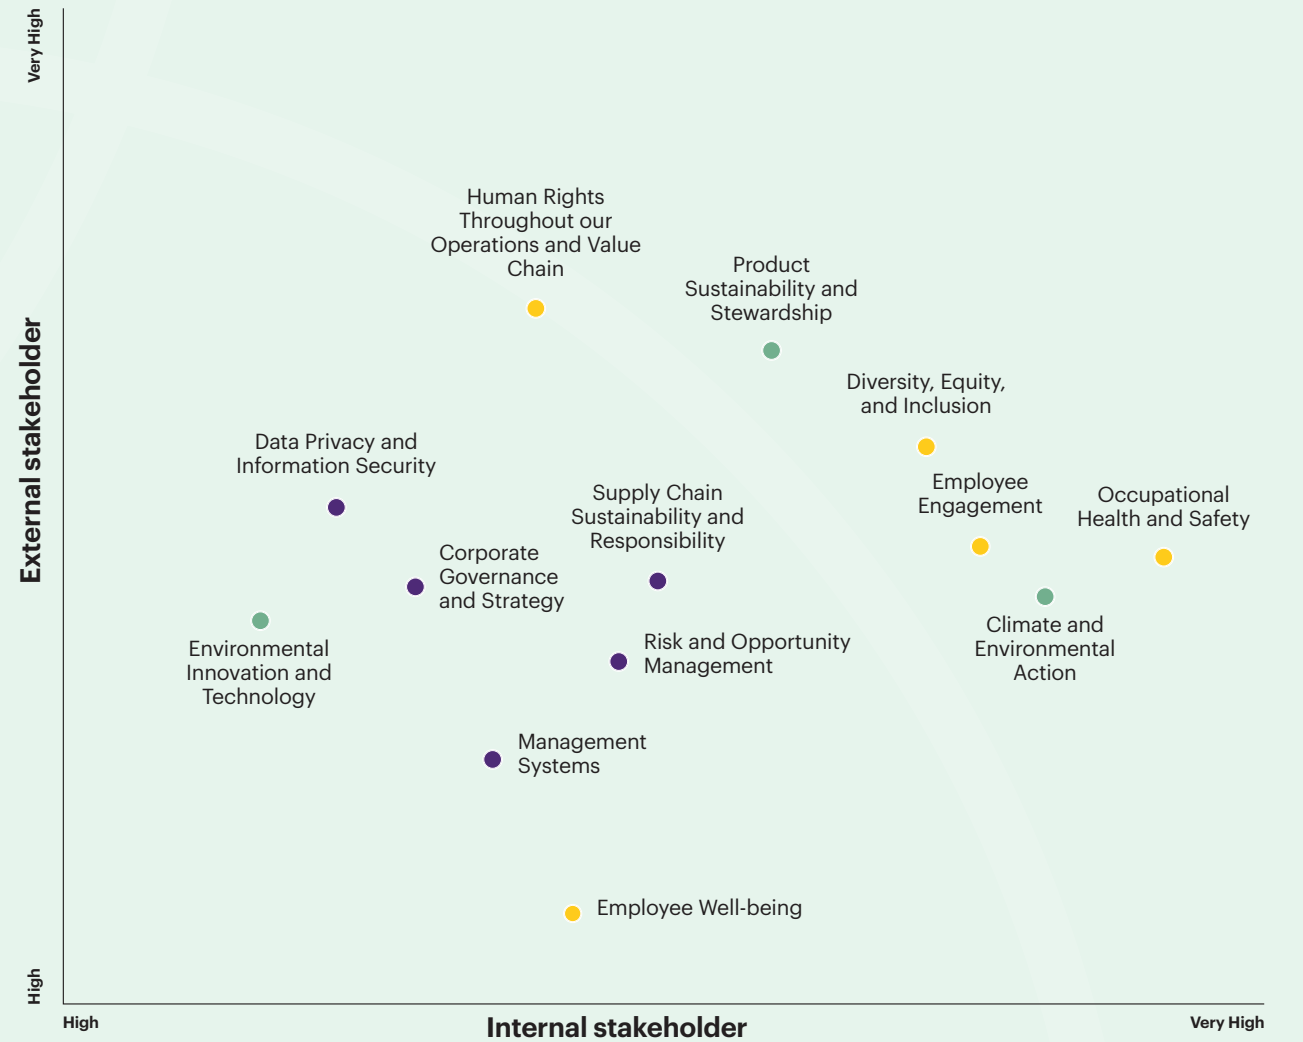 Very High
External stakeholder
High
Human Rights
Throughout our
Operations and Value
Chain
Product
Sustainability and
Stewardship
Diversity, Equity,
and Inclusion
Data Privacy and
Information Security
Employee
Engagement
Occupational
Health and Safety
Supply Chain
Sustainability and
Responsibility
Corporate
Governance
and Strategy
Climate and
Environmental
Action
Environmental
Innovation and
Technology
Risk and Opportunity
Management
Management
Systems
Employee Well-being
High
Internal stakeholder
Very High